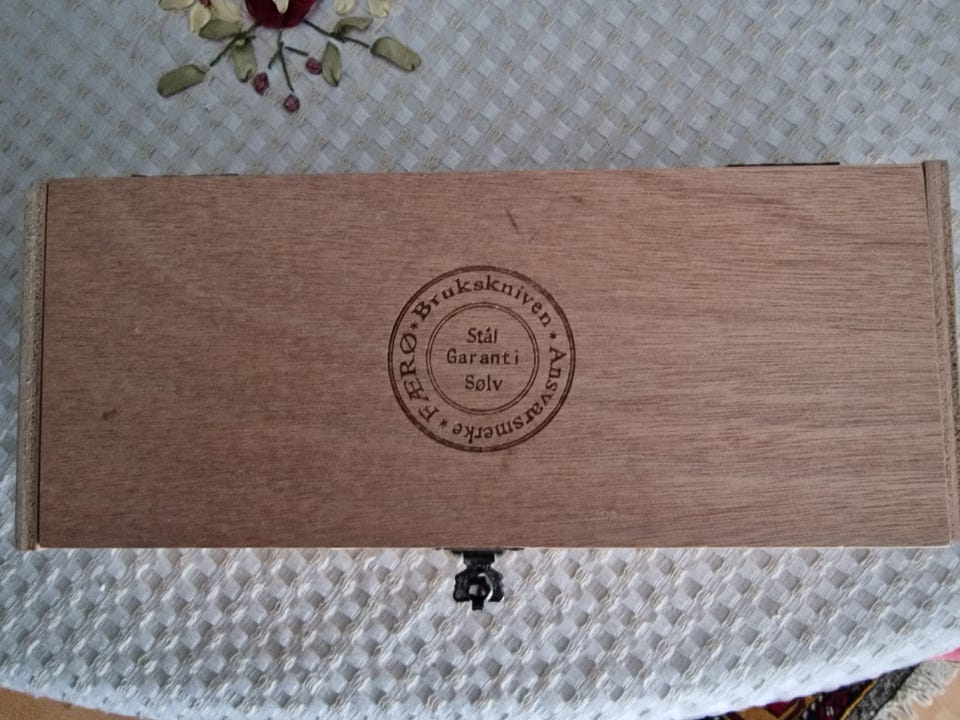 FÆRØ * Brukskniven * Ansvarsmerke *
Stål
Garanti
Sølv